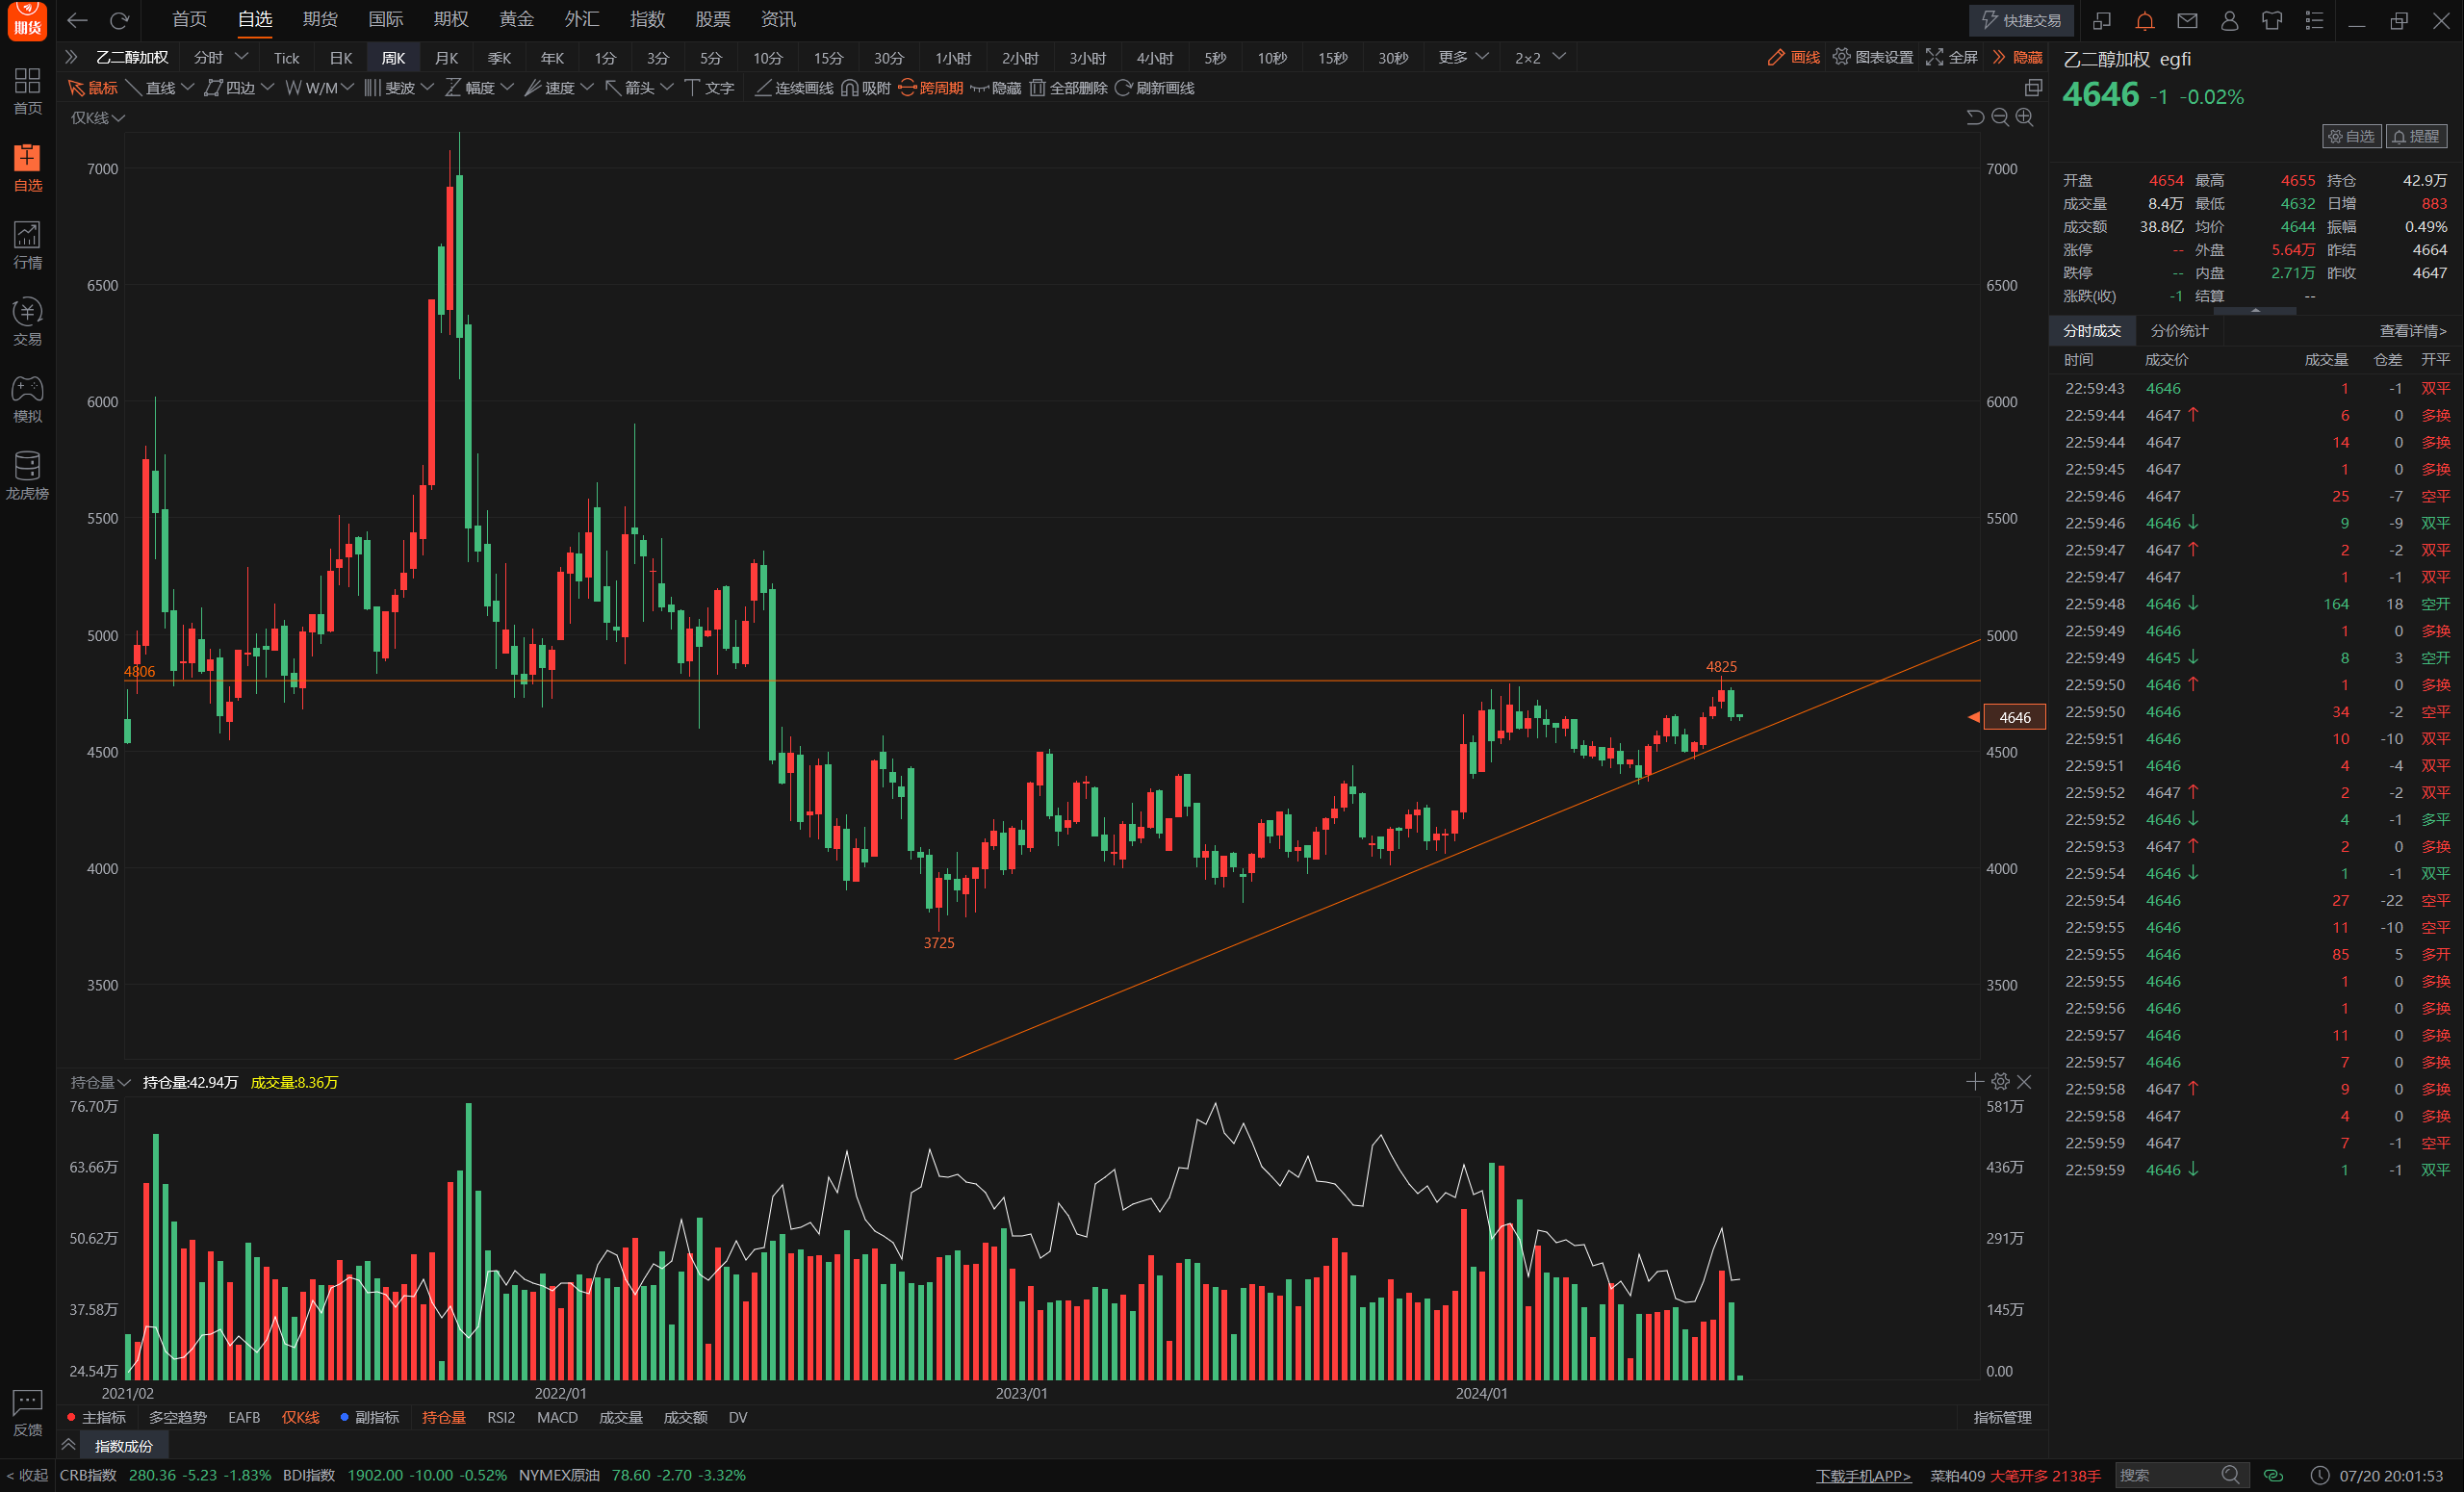 期货
首页 自选 期货 国际 期权 黄金 外汇 指数 股票 资讯 快捷交易
首页
自选
行情
交易
模拟
龙虎榜
反馈
< 收起
乙二醇加权 分时 Tick 日K 周K 月K 季K 年K 1分 3分 5分 10分 15分 30分 1小时 2小时 3小时 4小时 5秒 10秒 15秒 30秒 更多 2×2 画线 图表设置 全屏 隐藏
鼠标 直线 四边 W/M 斐波 幅度 速度 箭头 文字 连续画线 吸附 跨周期 隐藏 全部删除 刷新画线
仅K线
7000 7000
6500 6500
6000 6000
5500 5500
5000 5000
4806 4825
4646
4500 4500
4000 4000
3725
3500 3500
持仓量 持仓量:42.94万 成交量:8.36万
76.70万 581万
63.66万 436万
50.62万 291万
37.58万 145万
24.54万 0.00
2021/02 2022/01 2023/01 2024/01
主指标 多空趋势 EAFB 仅K线 副指标 持仓量 RSI2 MACD 成交量 成交额 DV 指标管理
指数成份
乙二醇加权 egfi
4646 -1 -0.02%
自选 提醒
开盘 4654 最高 4655 持仓 42.9万
成交量 8.4万 最低 4632 日增 883
成交额 38.8亿 均价 4644 振幅 0.49%
涨停 -- 外盘 5.64万 昨结 4664
跌停 -- 内盘 2.71万 昨收 4647
涨跌(收) -1 结算 --
分时成交 分价统计 查看详情>
时间 成交价 成交量 仓差 开平
22:59:43 4646 1 -1 双平
22:59:44 4647 ↑ 6 0 多换
22:59:44 4647 14 0 多换
22:59:45 4647 1 0 多换
22:59:46 4647 25 -7 空平
22:59:46 4646 ↓ 9 -9 双平
22:59:47 4647 ↑ 2 -2 双平
22:59:47 4647 1 -1 双平
22:59:48 4646 ↓ 164 18 空开
22:59:49 4646 1 0 多换
22:59:49 4645 ↓ 8 3 空开
22:59:50 4646 ↑ 1 0 多换
22:59:50 4646 34 -2 空平
22:59:51 4646 10 -10 双平
22:59:51 4646 4 -4 双平
22:59:52 4647 ↑ 2 -2 双平
22:59:52 4646 ↓ 4 -1 多平
22:59:53 4647 ↑ 2 0 多换
22:59:54 4646 ↓ 1 -1 双平
22:59:54 4646 27 -22 空平
22:59:55 4646 11 -10 空平
22:59:55 4646 85 5 多开
22:59:55 4646 1 0 多换
22:59:56 4646 1 0 多换
22:59:57 4646 11 0 多换
22:59:57 4646 7 0 多换
22:59:58 4647 ↑ 9 0 多换
22:59:58 4647 4 0 多换
22:59:59 4647 7 -1 空平
22:59:59 4646 ↓ 1 -1 双平
CRB指数 280.36 -5.23 -1.83% BDI指数 1902.00 -10.00 -0.52% NYMEX原油 78.60 -2.70 -3.32% 下载手机APP> 菜粕409 大笔开多 2138手 搜索 07/20 20:01:53